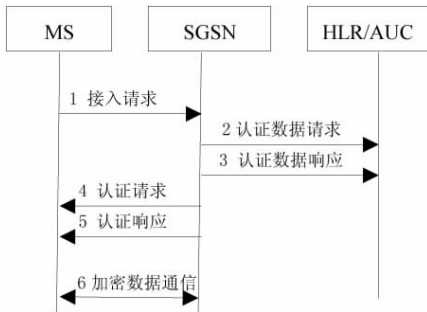 MS SGSN HLR/AUC
1 接入请求
2 认证数据请求
3 认证数据响应
4 认证请求
5 认证响应
6 加密数据通信